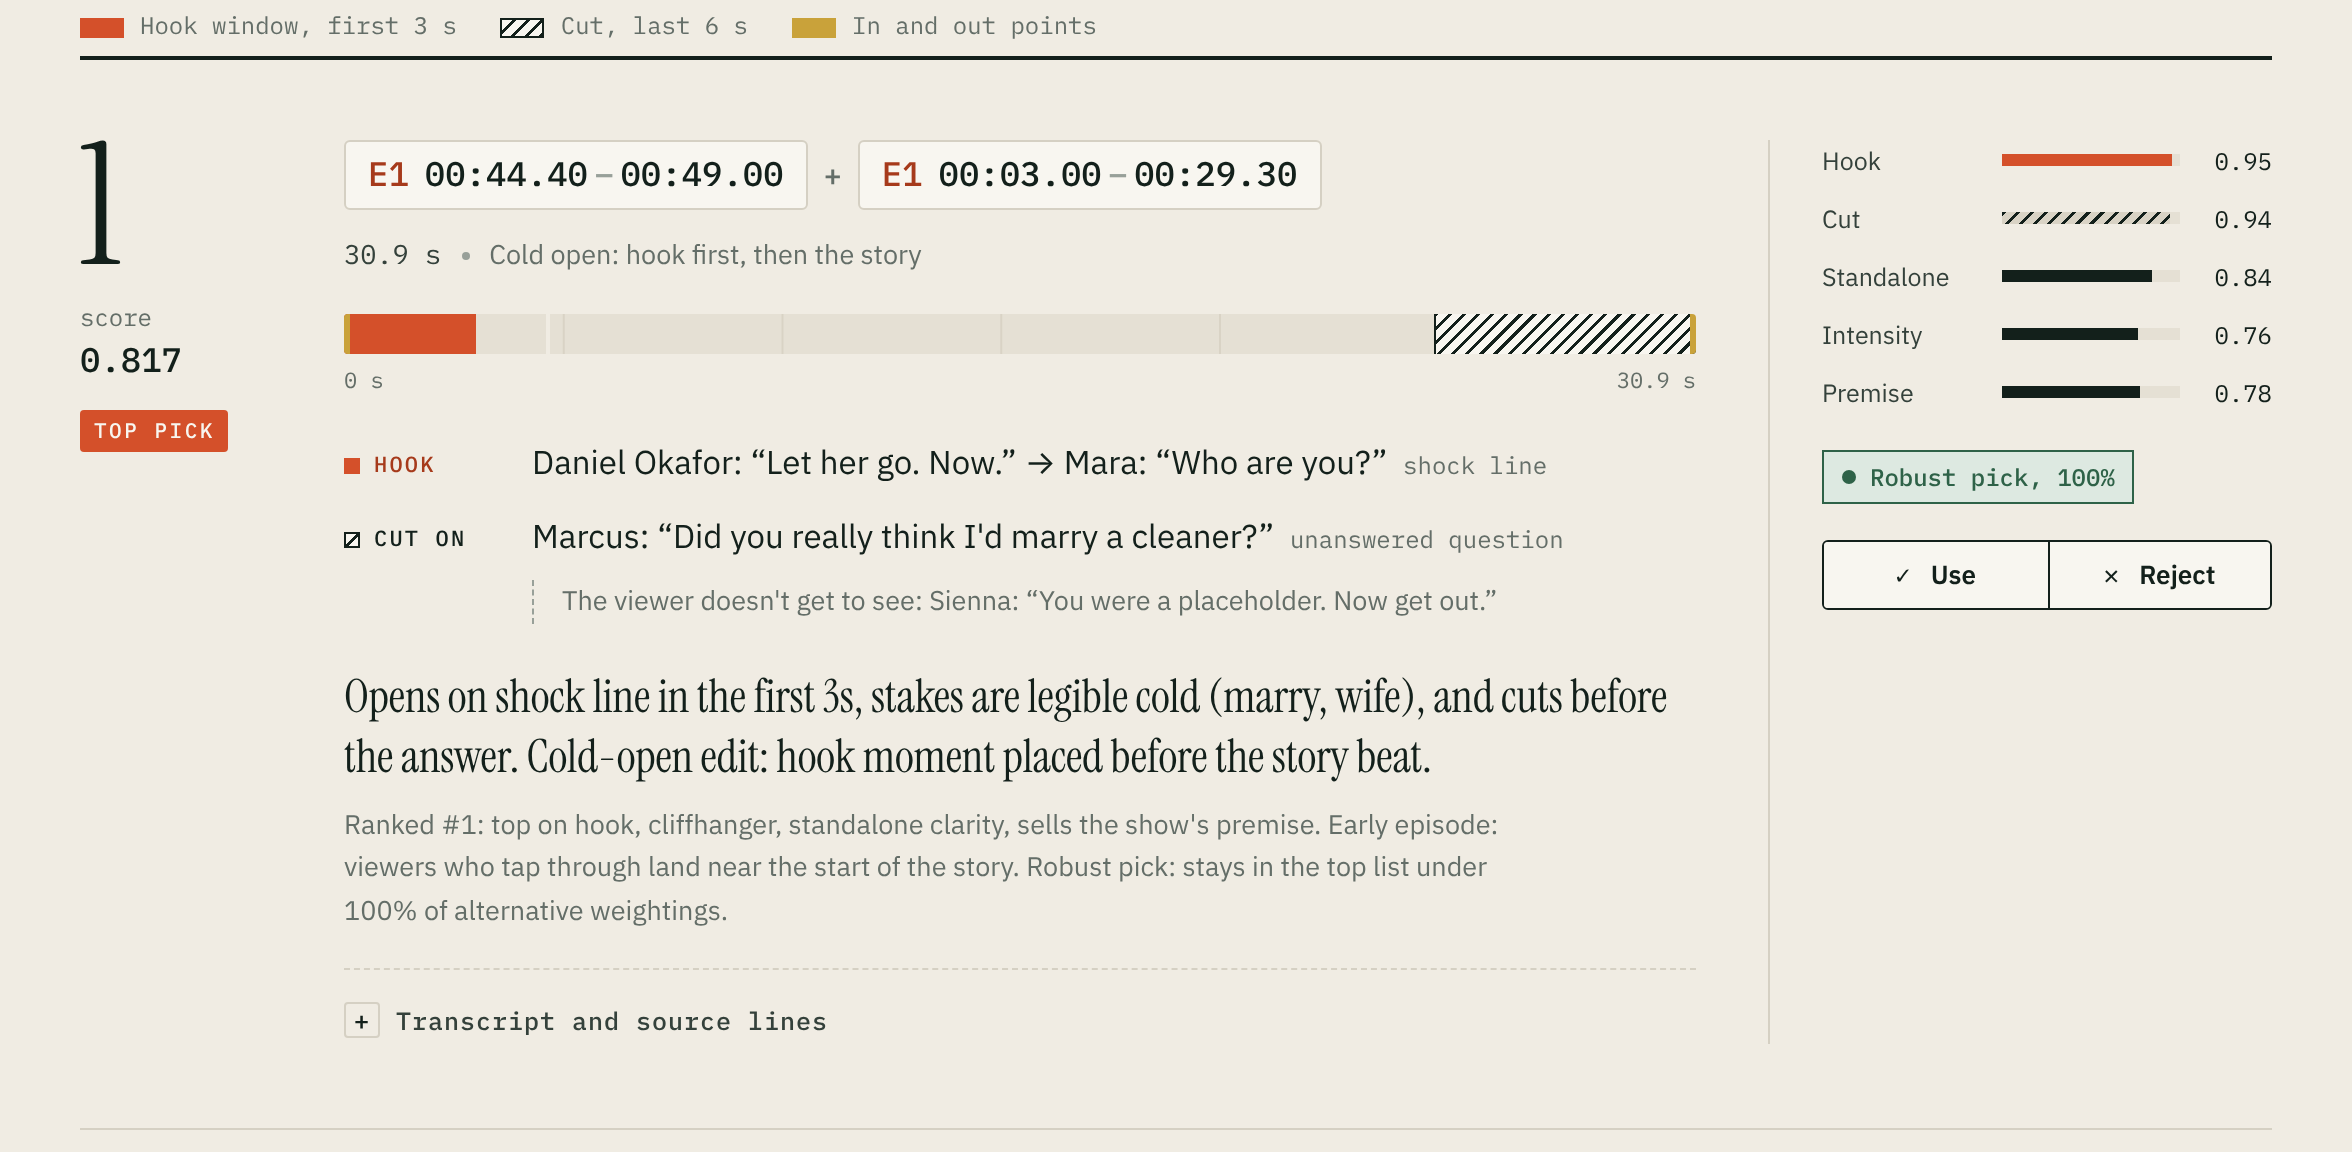 Hook window, first 3 s Cut, last 6 s In and out points
1
score
0.817
TOP PICK
E1 00:44.40–00:49.00 + E1 00:03.00–00:29.30
30.9 s • Cold open: hook first, then the story
0 s 30.9 s
HOOK Daniel Okafor: “Let her go. Now.” → Mara: “Who are you?” shock line
CUT ON Marcus: “Did you really think I'd marry a cleaner?” unanswered question
The viewer doesn't get to see: Sienna: “You were a placeholder. Now get out.”
Opens on shock line in the first 3s, stakes are legible cold (marry, wife), and cuts before
the answer. Cold-open edit: hook moment placed before the story beat.
Ranked #1: top on hook, cliffhanger, standalone clarity, sells the show's premise. Early episode:
viewers who tap through land near the start of the story. Robust pick: stays in the top list under
100% of alternative weightings.
+ Transcript and source lines
Hook 0.95
Cut 0.94
Standalone 0.84
Intensity 0.76
Premise 0.78
● Robust pick, 100%
✓ Use × Reject